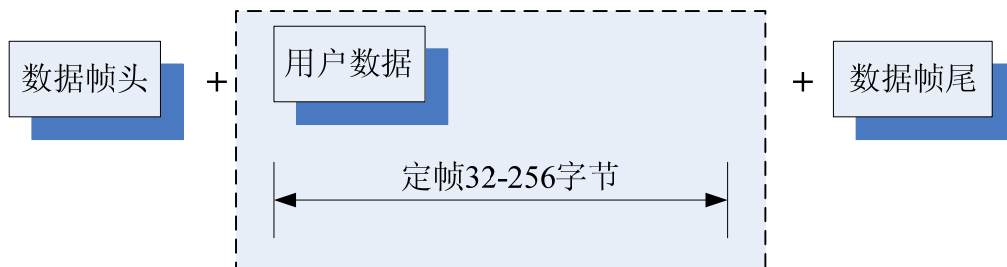 数据帧头
+
用户数据
定帧32-256字节
+
数据帧尾